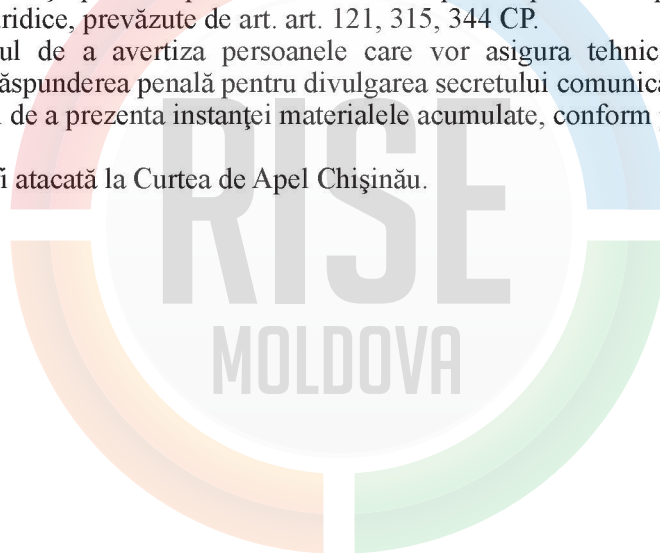 ridice, prevăzute de art. art. 121, 315, 344 CP.
ul de a avertiza persoanele care vor asigura tehnic
ăspunderea penală pentru divulgarea secretului comunica
de a prezenta instanţei materialele acumulate, conform
fi atacată la Curtea de Apel Chişinău.
RISE
MOLDOVA